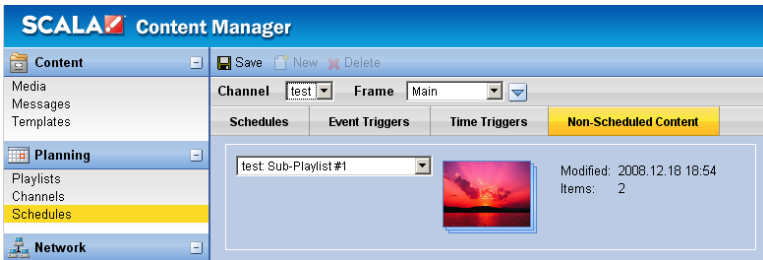 SCALA Content Manager
Content
Media
Messages
Templates
Planning
Playlists
Channels
Schedules
Network
Save New Delete
Channel test Frame Main
Schedules Event Triggers Time Triggers Non-Scheduled Content
test: Sub-Playlist #1
Modified: 2008.12.18 18:54
Items: 2